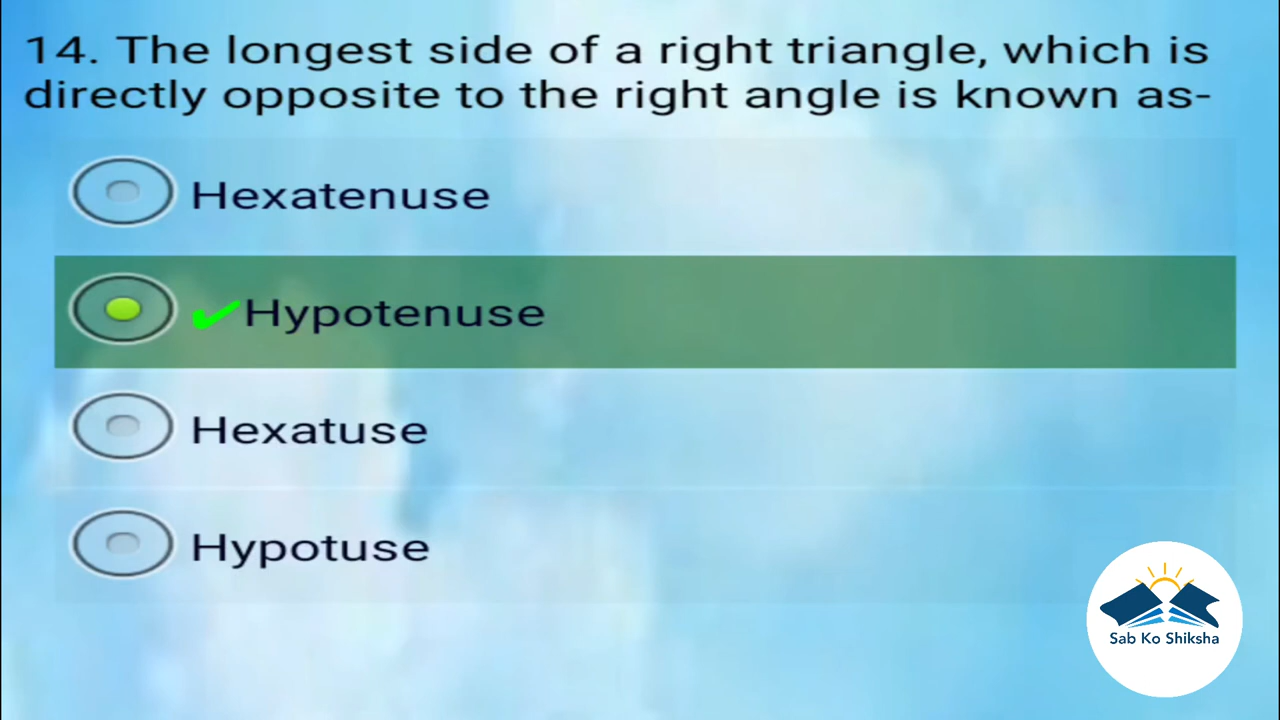 14. The longest side of a right triangle, which is
directly opposite to the right angle is known as-
Hexatenuse
✔Hypotenuse
Hexatuse
Hypotuse
Sab Ko Shiksha